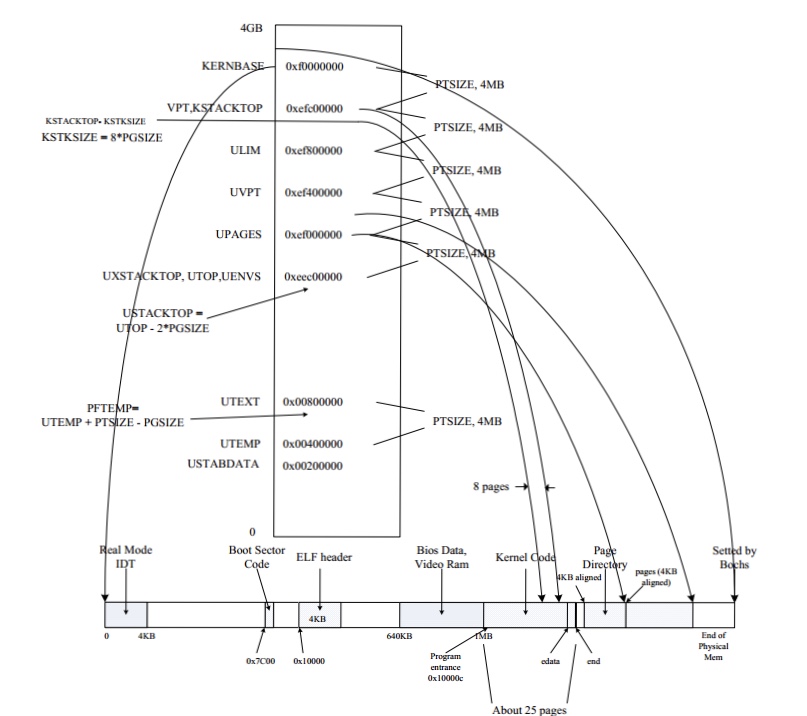 4GB
KERNBASE 0xf0000000
PTSIZE, 4MB
VPT,KSTACKTOP 0xefc00000
KSTACKTOP- KSTKSIZE
PTSIZE, 4MB
KSTKSIZE = 8*PGSIZE
ULIM 0xef800000
PTSIZE, 4MB
UVPT 0xef400000
PTSIZE, 4MB
UPAGES 0xef000000
PTSIZE, 4MB
UXSTACKTOP, UTOP,UENVS 0xeec00000
USTACKTOP =
UTOP - 2*PGSIZE
UTEXT 0x00800000
PFTEMP=
UTEMP + PTSIZE - PGSIZE
PTSIZE, 4MB
UTEMP 0x00400000
USTABDATA 0x00200000
8 pages
0
Real Mode
IDT
Boot Sector
Code
ELF header
Bios Data,
Video Ram
Kernel Code
Page
Directory
Setted by
Bochs
4KB aligned
pages (4KB
aligned)
4KB
0
4KB
640KB
1MB
End of
Physical
Mem
0x7C00
0x10000
Program
entrance
0x10000c
edata
end
About 25 pages